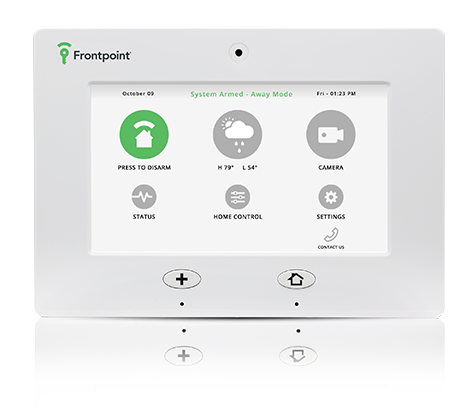 Frontpoint
October 09 System Armed - Away Mode Fri - 01:23 PM
PRESS TO DISARM H 79° L 54° CAMERA
STATUS HOME CONTROL SETTINGS
CONTACT US